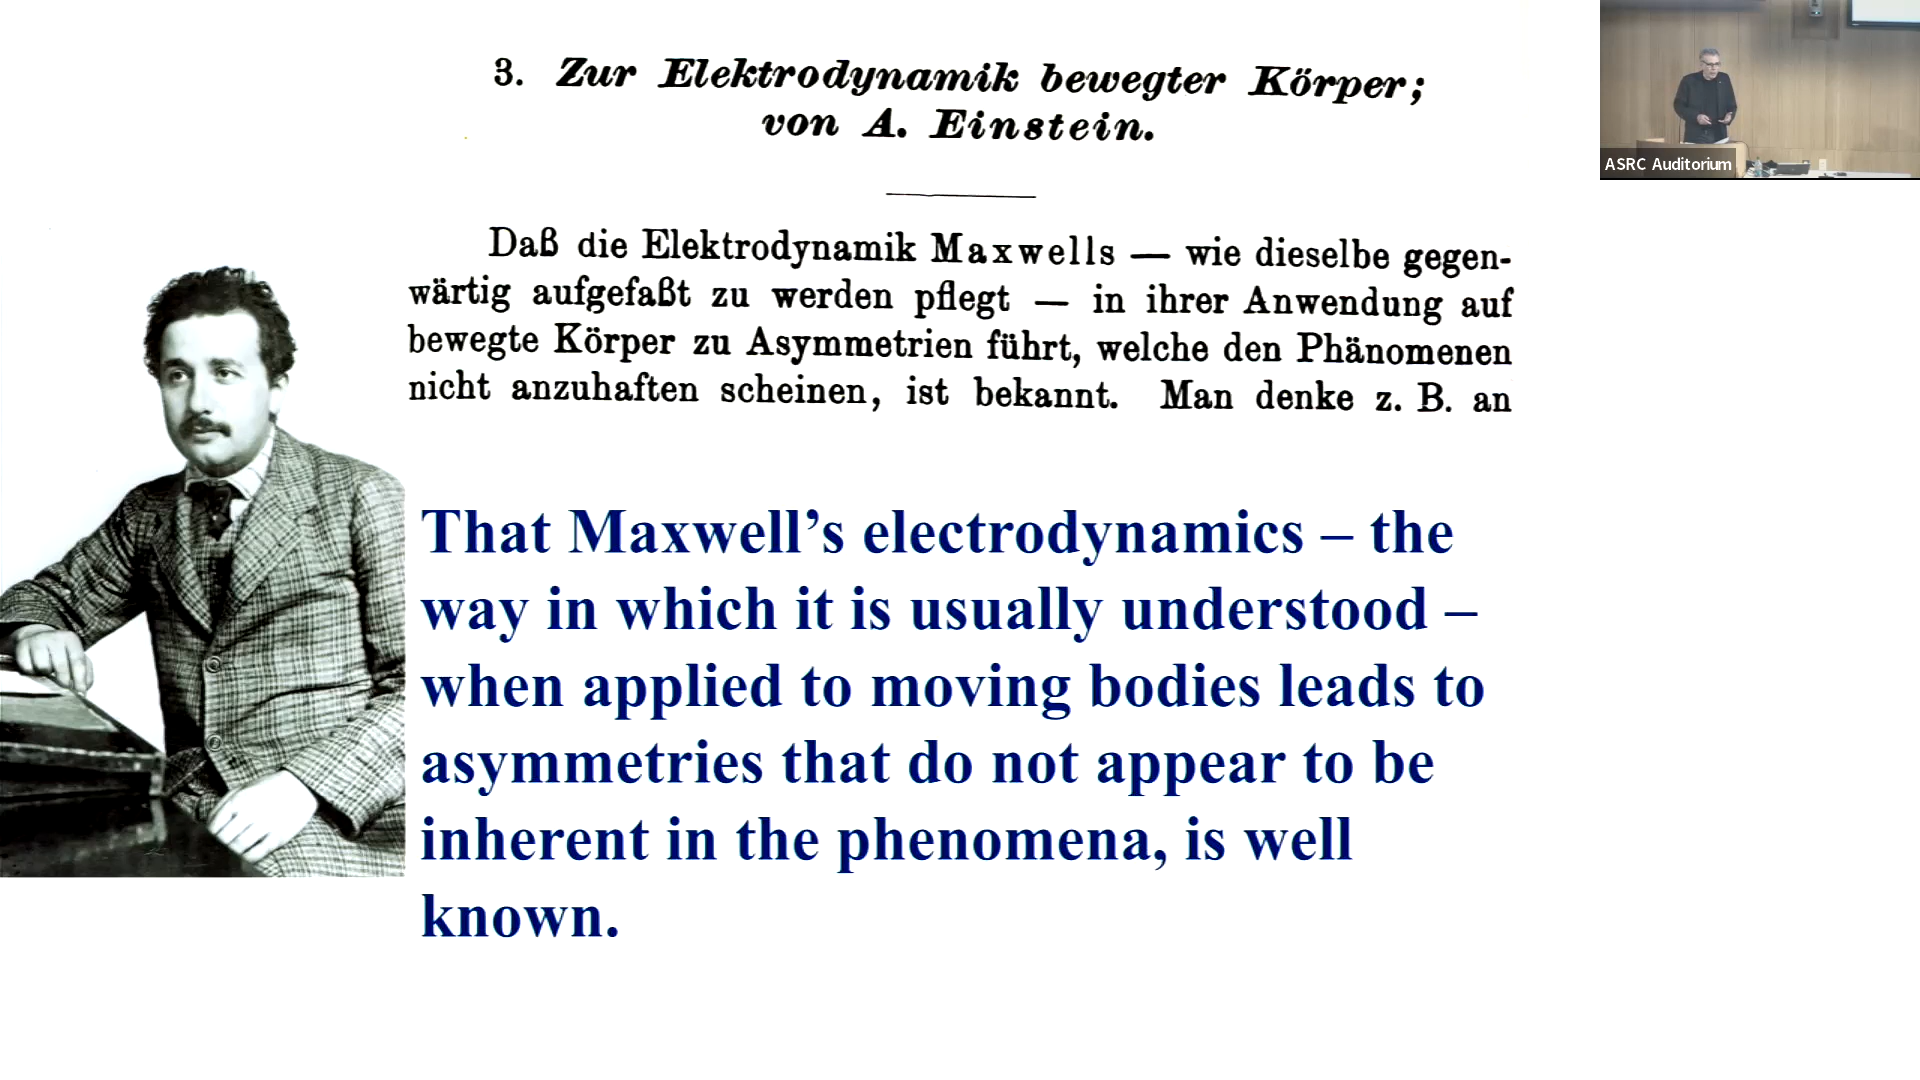 3. Zur Elektrodynamik bewegter Körper;
von A. Einstein.
Daß die Elektrodynamik Maxwells — wie dieselbe gegen-
wärtig aufgefaßt zu werden pflegt — in ihrer Anwendung auf
bewegte Körper zu Asymmetrien führt, welche den Phänomenen
nicht anzuhaften scheinen, ist bekannt. Man denke z. B. an
That Maxwell’s electrodynamics – the
way in which it is usually understood –
when applied to moving bodies leads to
asymmetries that do not appear to be
inherent in the phenomena, is well
known.
ASRC Auditorium